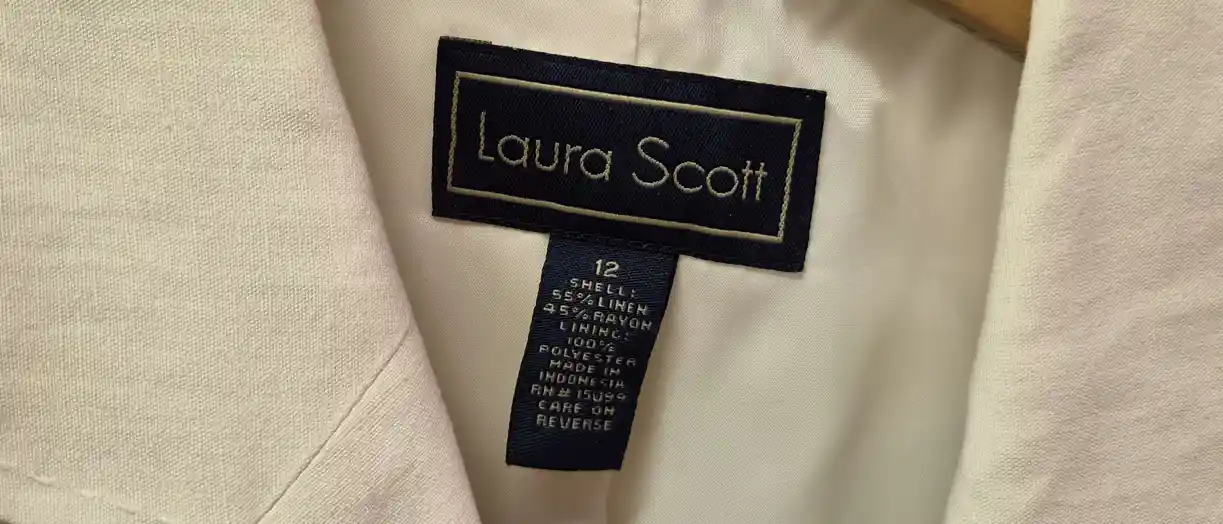 Laura Scott
12
SHELL:
55% LINEN
45% RAYON
LINING:
100%
POLYESTER
MADE IN
INDONESIA
RN # 15099
CARE ON
REVERSE